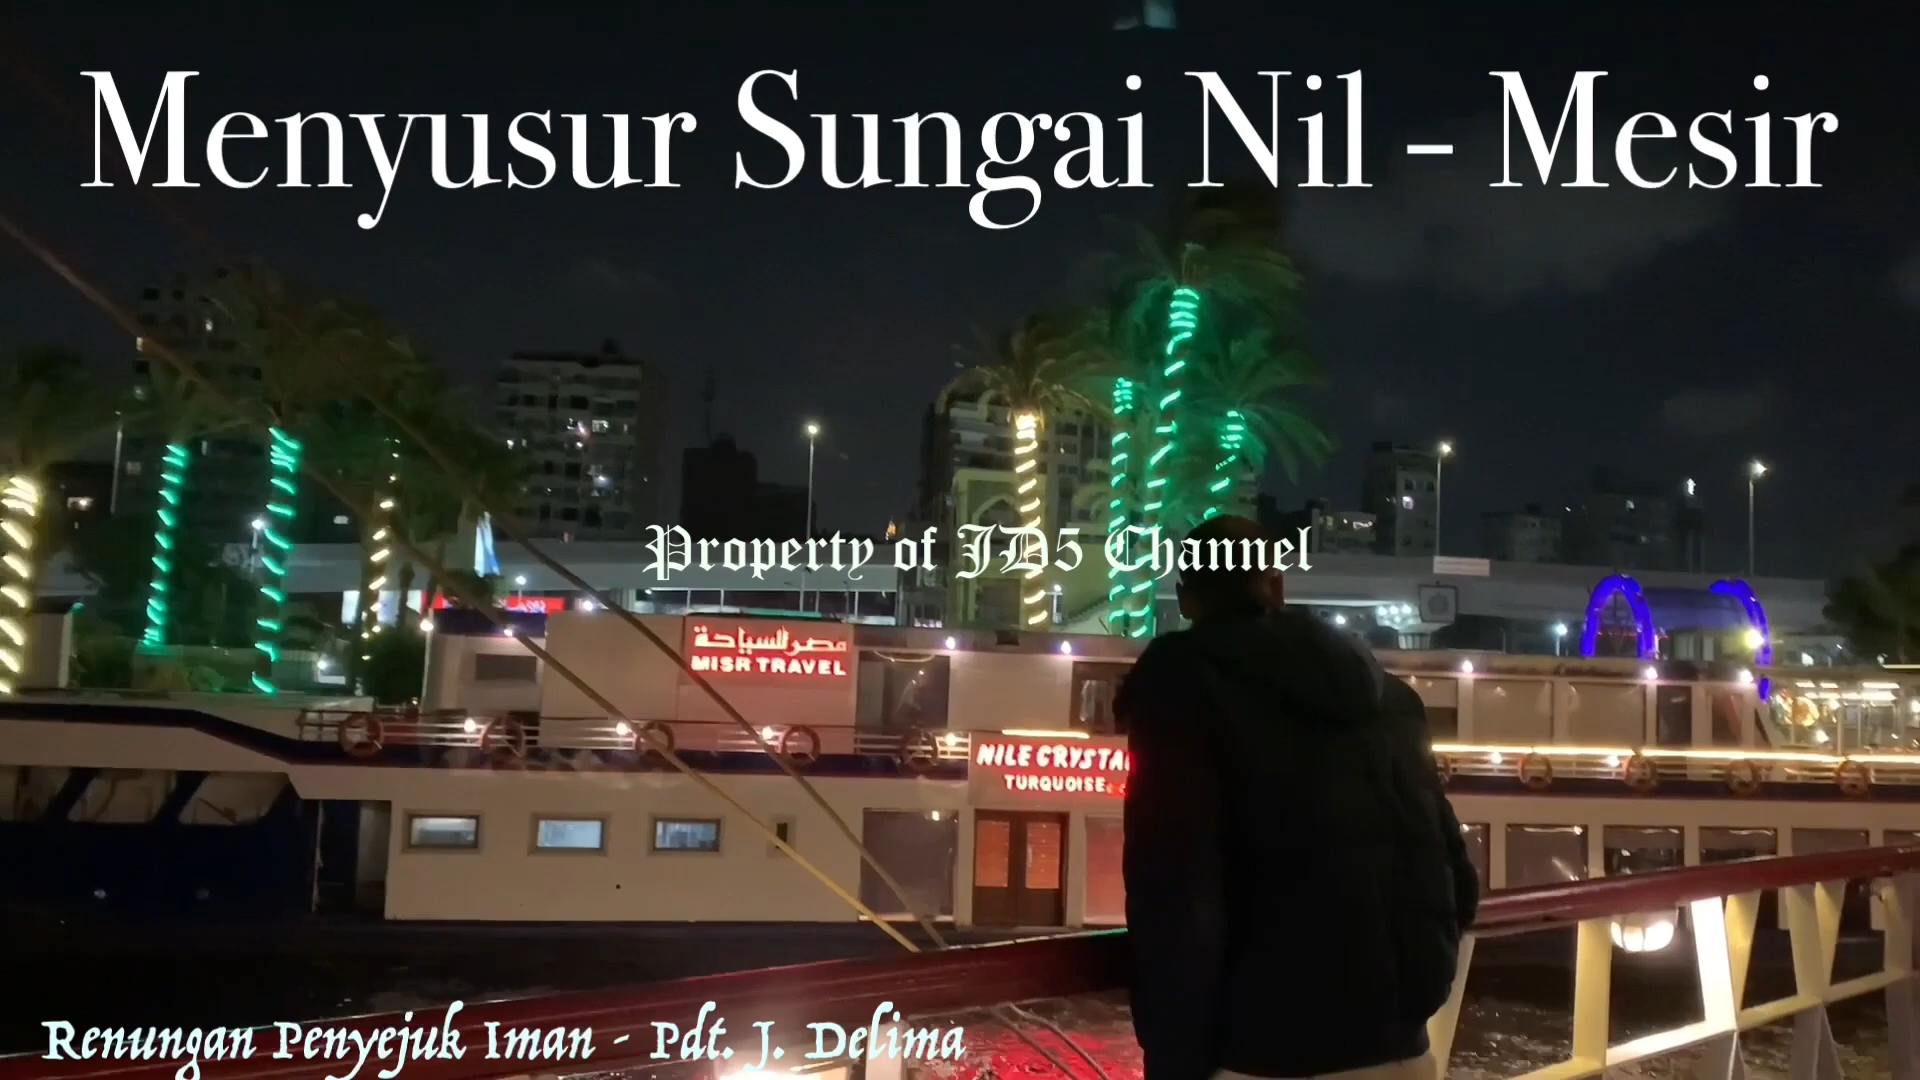 Menyusur Sungai Nil - Mesir
Property of JD5 Channel
مصر للسياحة
MISR TRAVEL
NILE CRYSTAL
TURQUOISE
Renungan Penyejuk Iman - Pdt. J. Delima